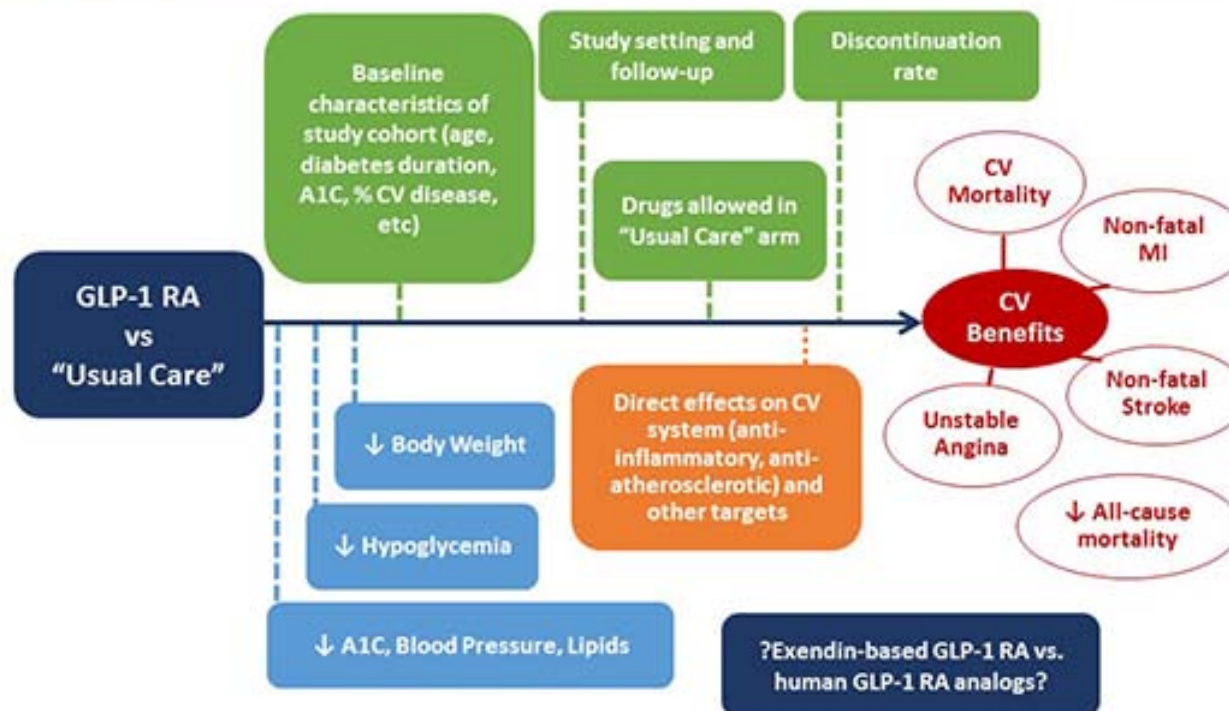 Baseline
characteristics of
study cohort (age,
diabetes duration,
A1C, % CV disease,
etc)
Study setting and
follow-up
Discontinuation
rate
Drugs allowed in
“Usual Care” arm
GLP-1 RA
vs
“Usual Care”
CV
Mortality
Non-fatal
MI
CV
Benefits
Non-fatal
Stroke
Unstable
Angina
↓ All-cause
mortality
↓ Body Weight
↓ Hypoglycemia
↓ A1C, Blood Pressure, Lipids
Direct effects on CV
system (anti-
inflammatory, anti-
atherosclerotic) and
other targets
?Exendin-based GLP-1 RA vs.
human GLP-1 RA analogs?